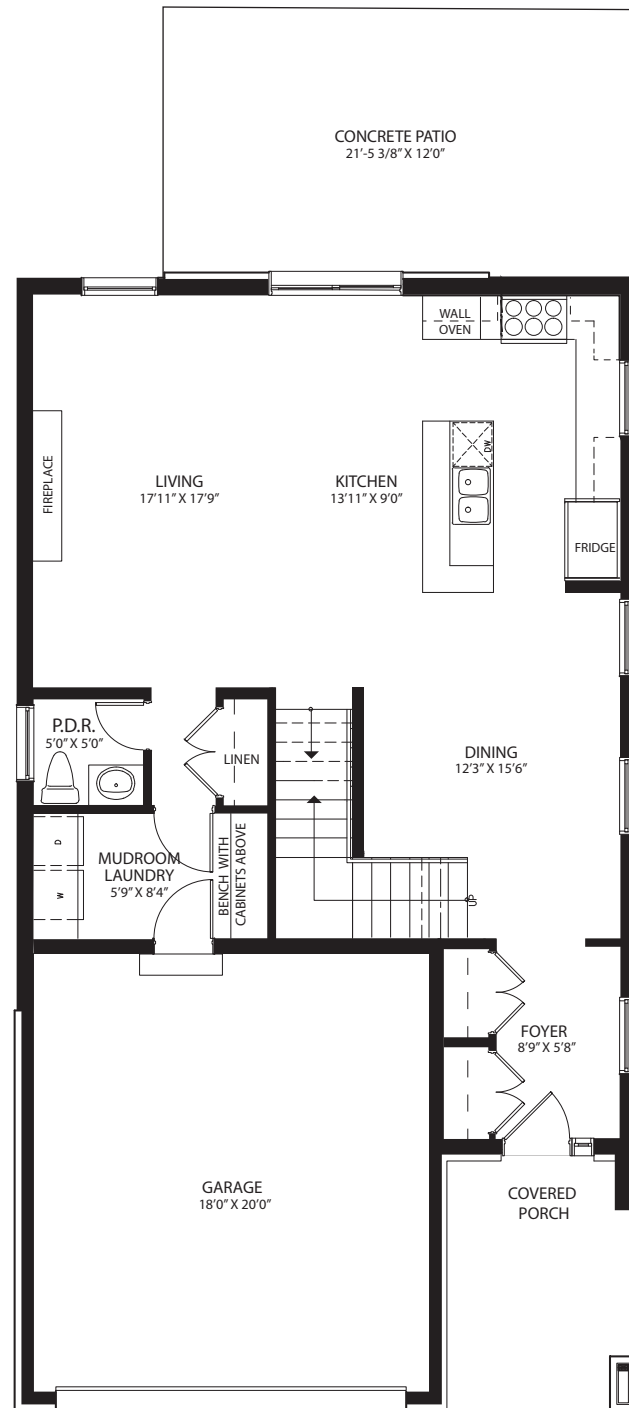 CONCRETE PATIO
21'-5 3/8" X 12'0"
WALL
OVEN
DW
FIREPLACE
LIVING
17'11" X 17'9"
KITCHEN
13'11" X 9'0"
FRIDGE
P.D.R.
5'0" X 5'0"
LINEN
DINING
12'3" X 15'6"
D
W
MUDROOM
LAUNDRY
5'9" X 8'4"
BENCH WITH
CABINETS ABOVE
UP
FOYER
8'9" X 5'8"
GARAGE
18'0" X 20'0"
COVERED
PORCH